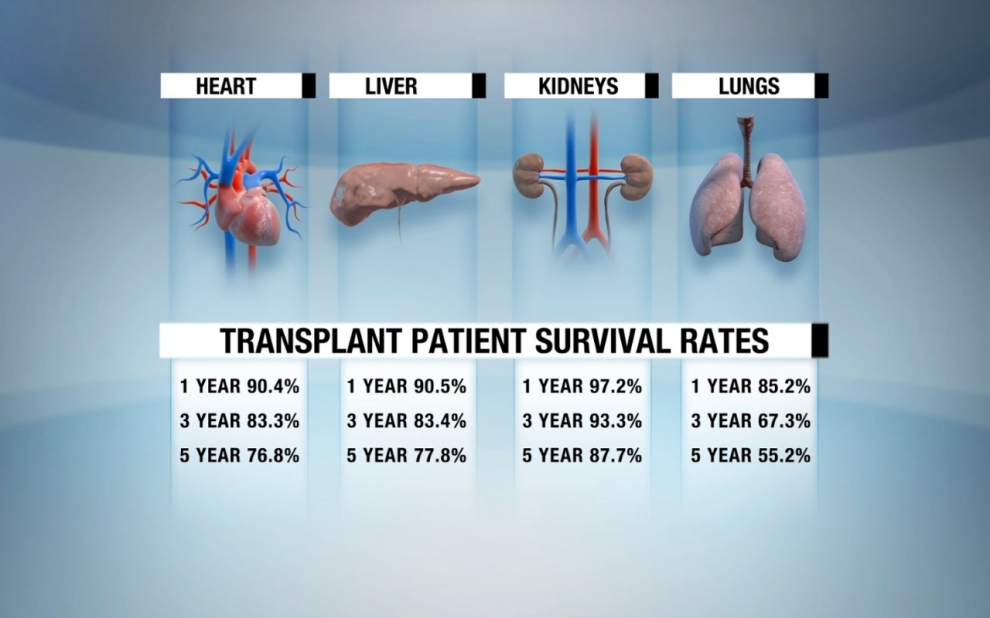 HEART
LIVER
KIDNEYS
LUNGS
TRANSPLANT PATIENT SURVIVAL RATES
1 YEAR 90.4%
3 YEAR 83.3%
5 YEAR 76.8%
1 YEAR 90.5%
3 YEAR 83.4%
5 YEAR 77.8%
1 YEAR 97.2%
3 YEAR 93.3%
5 YEAR 87.7%
1 YEAR 85.2%
3 YEAR 67.3%
5 YEAR 55.2%